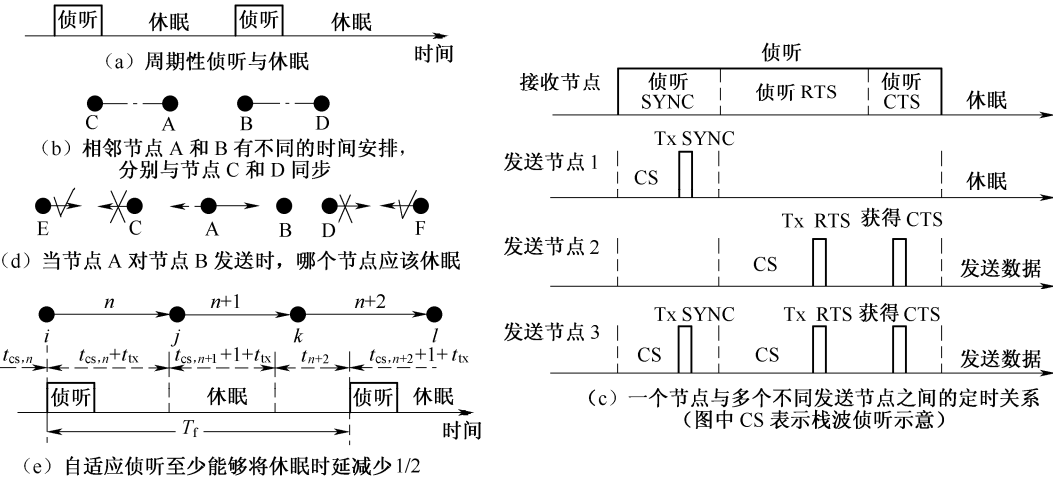 侦听 休眠 侦听 休眠
时间
(a) 周期性侦听与休眠
C A B D
(b) 相邻节点 A 和 B 有不同的时间安排,
分别与节点 C 和 D 同步
E C A B D F
(d) 当节点 A 对节点 B 发送时, 哪个节点应该休眠
n n+1 n+2
i j k l
tcs,n tcs,n+ttx tcs,n+1+1+ttx tn+2 tcs,n+2+1+ttx
侦听 休眠 侦听 休眠
Tf 时间
(e) 自适应侦听至少能够将休眠时延减少1/2
侦听
接收节点 侦听 SYNC 侦听 RTS 侦听 CTS 休眠
Tx SYNC
发送节点 1 CS 休眠
Tx RTS 获得 CTS
发送节点 2 CS 发送数据
Tx SYNC Tx RTS 获得 CTS
发送节点 3 CS CS 发送数据
(c) 一个节点与多个不同发送节点之间的定时关系
(图中 CS 表示栈波侦听示意)